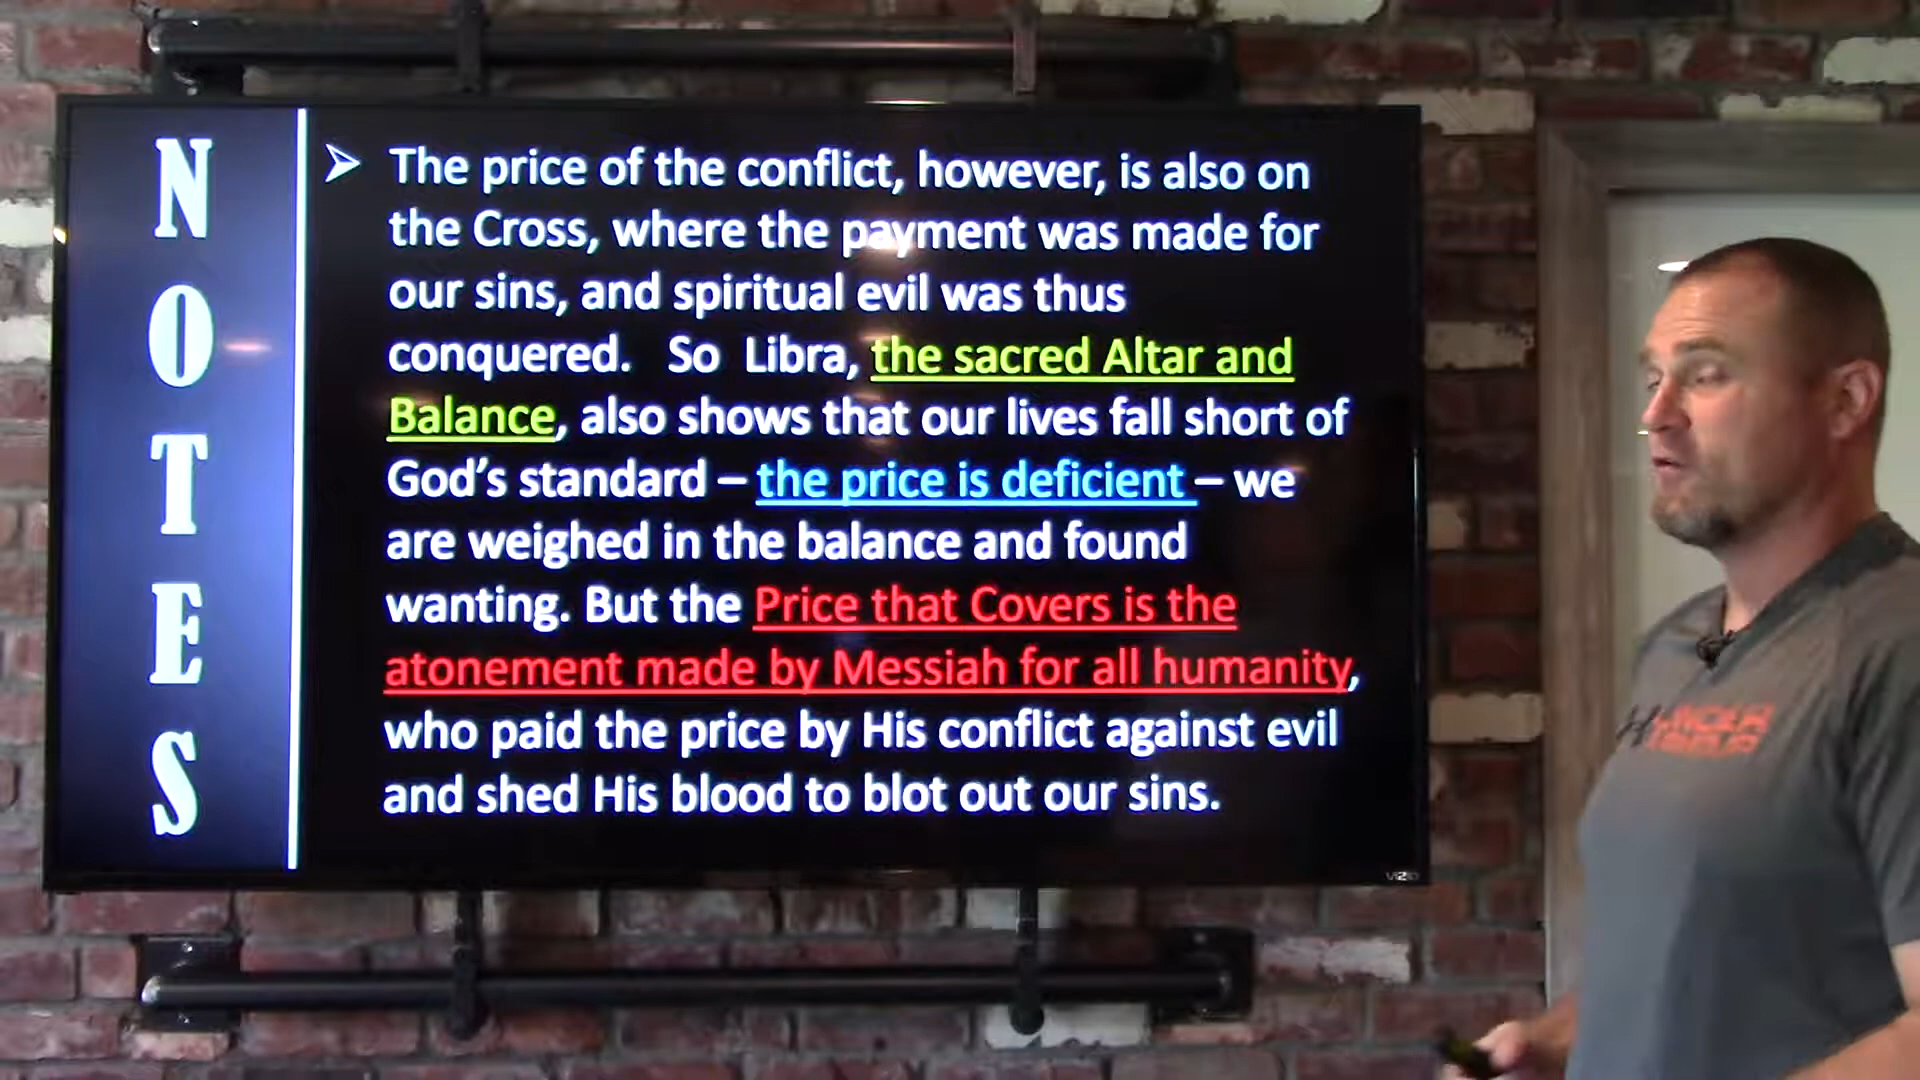 NOTES
The price of the conflict, however, is also on
the Cross, where the payment was made for
our sins, and spiritual evil was thus
conquered. So Libra, the sacred Altar and
Balance, also shows that our lives fall short of
God's standard – the price is deficient – we
are weighed in the balance and found
wanting. But the Price that Covers is the
atonement made by Messiah for all humanity,
who paid the price by His conflict against evil
and shed His blood to blot out our sins.
VIZIO